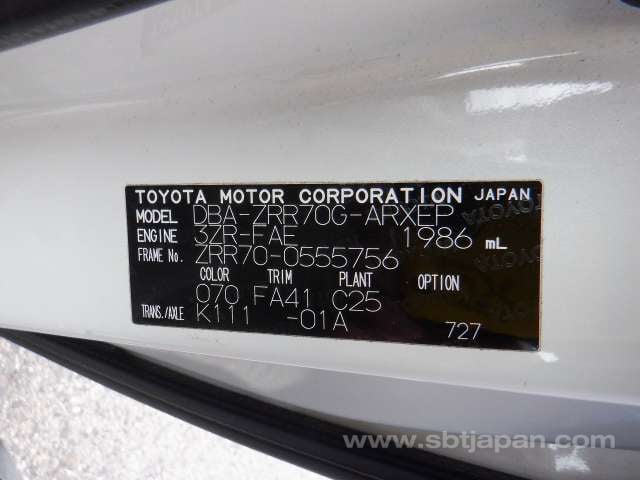 TOYOTA MOTOR CORPORATION JAPAN
MODEL DBA-ZRR70G-ARXEP
ENGINE 3ZR-FAE 1986 mL
FRAME No. ZRR70-0555756
COLOR TRIM PLANT OPTION
070 FA41 C25
TRANS./AXLE K111 -01A 727
www.sbtjapan.com